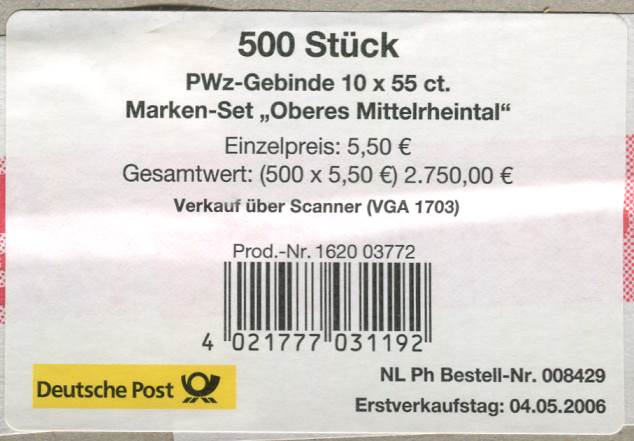 500 Stück
PWz-Gebinde 10 x 55 ct.
Marken-Set „Oberes Mittelrheintal“
Einzelpreis: 5,50 €
Gesamtwert: (500 x 5,50 €) 2.750,00 €
Verkauf über Scanner (VGA 1703)
Prod.-Nr. 1620 03772
4 021777 031192
Deutsche Post
NL Ph Bestell-Nr. 008429
Erstverkaufstag: 04.05.2006